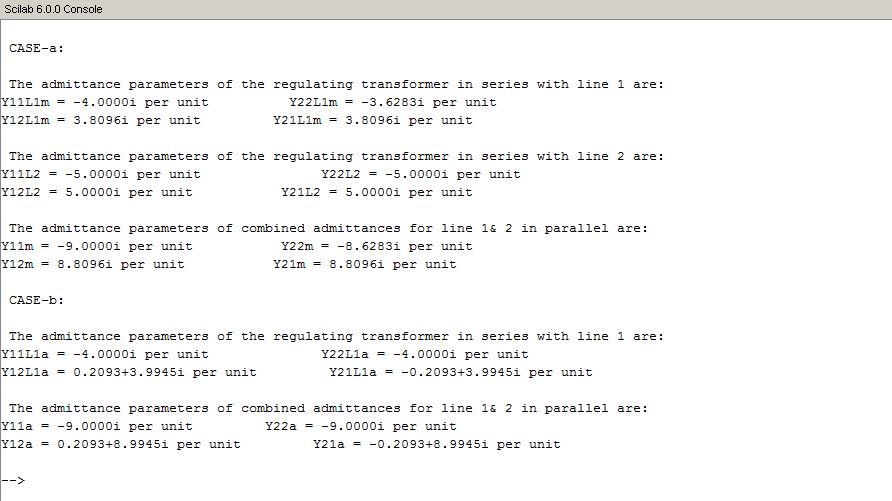 Scilab 6.0.0 Console
CASE-a:
The admittance parameters of the regulating transformer in series with line 1 are:
Y11L1m = -4.0000i per unit Y22L1m = -3.6283i per unit
Y12L1m = 3.8096i per unit Y21L1m = 3.8096i per unit
The admittance parameters of the regulating transformer in series with line 2 are:
Y11L2 = -5.0000i per unit Y22L2 = -5.0000i per unit
Y12L2 = 5.0000i per unit Y21L2 = 5.0000i per unit
The admittance parameters of combined admittances for line 1& 2 in parallel are:
Y11m = -9.0000i per unit Y22m = -8.6283i per unit
Y12m = 8.8096i per unit Y21m = 8.8096i per unit
CASE-b:
The admittance parameters of the regulating transformer in series with line 1 are:
Y11L1a = -4.0000i per unit Y22L1a = -4.0000i per unit
Y12L1a = 0.2093+3.9945i per unit Y21L1a = -0.2093+3.9945i per unit
The admittance parameters of combined admittances for line 1& 2 in parallel are:
Y11a = -9.0000i per unit Y22a = -9.0000i per unit
Y12a = 0.2093+8.9945i per unit Y21a = -0.2093+8.9945i per unit
-->